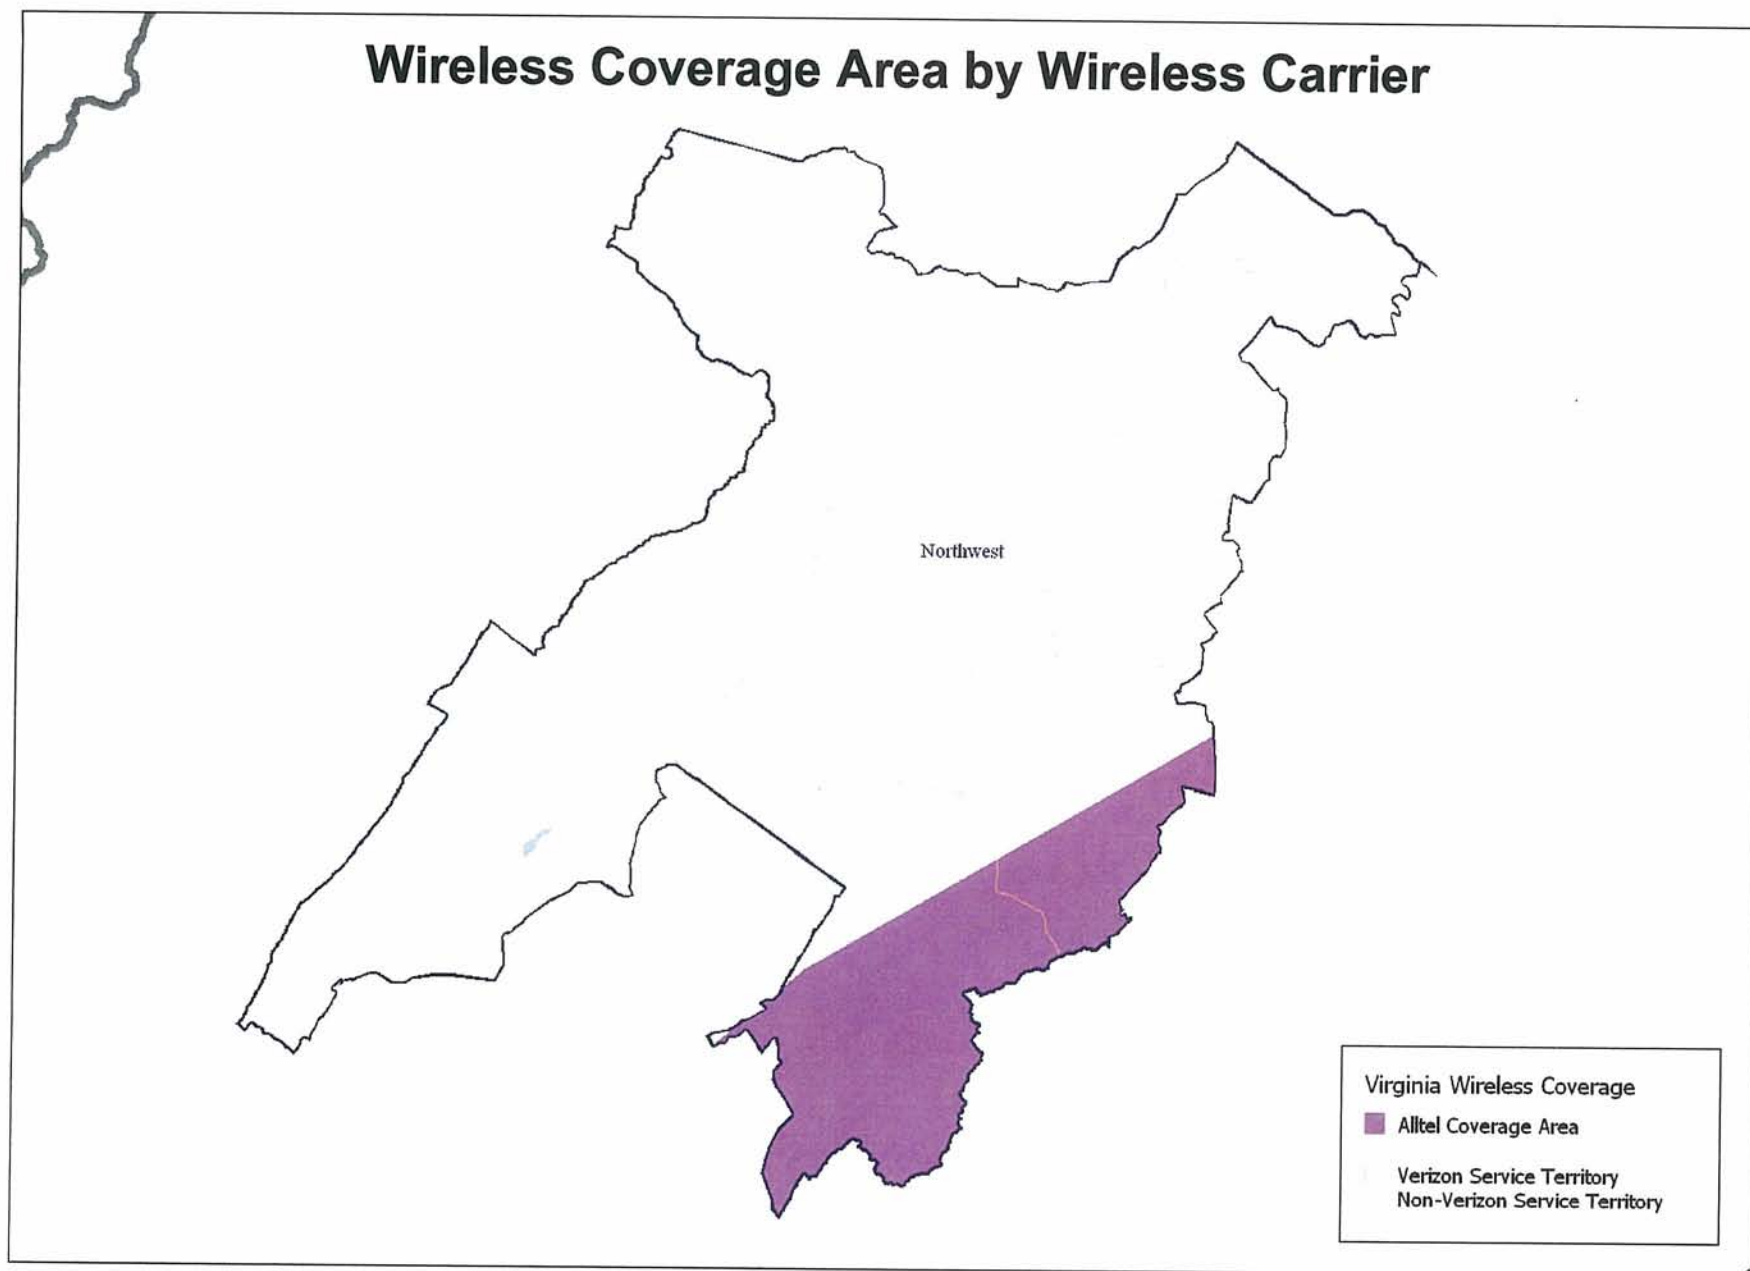 Wireless Coverage Area by Wireless Carrier
Northwest
Virginia Wireless Coverage
Alltel Coverage Area
Verizon Service Territory
Non-Verizon Service Territory